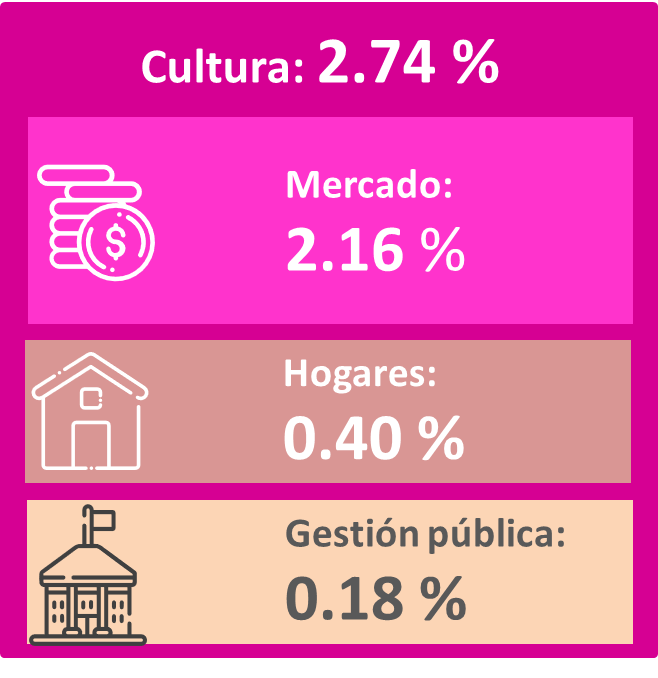 Cultura: 2.74 %
Mercado:
2.16 %
Hogares:
0.40 %
Gestión pública:
0.18 %